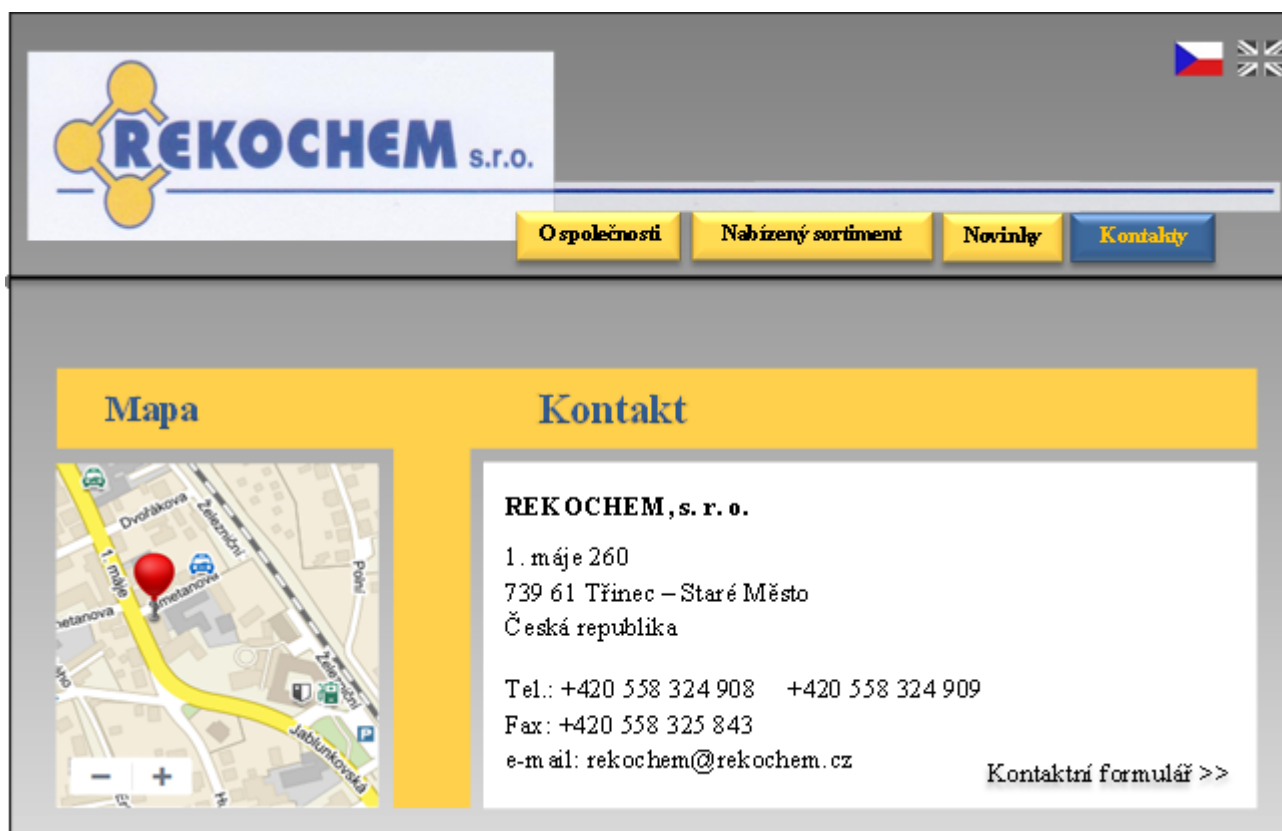 REKOCHEM s.r.o.
O společnosti
Nabízený sortiment
Novinky
Kontakty
Mapa
Kontakt
Dvořákova
Železniční
1. máje
Smetanova
Polní
Železniční
Jablunkovská
P
− +
REKOCHEM, s. r. o.
1. máje 260
739 61 Třinec – Staré Město
Česká republika
Tel.: +420 558 324 908 +420 558 324 909
Fax: +420 558 325 843
e-mail: rekochem@rekochem.cz
Kontaktní formulář >>